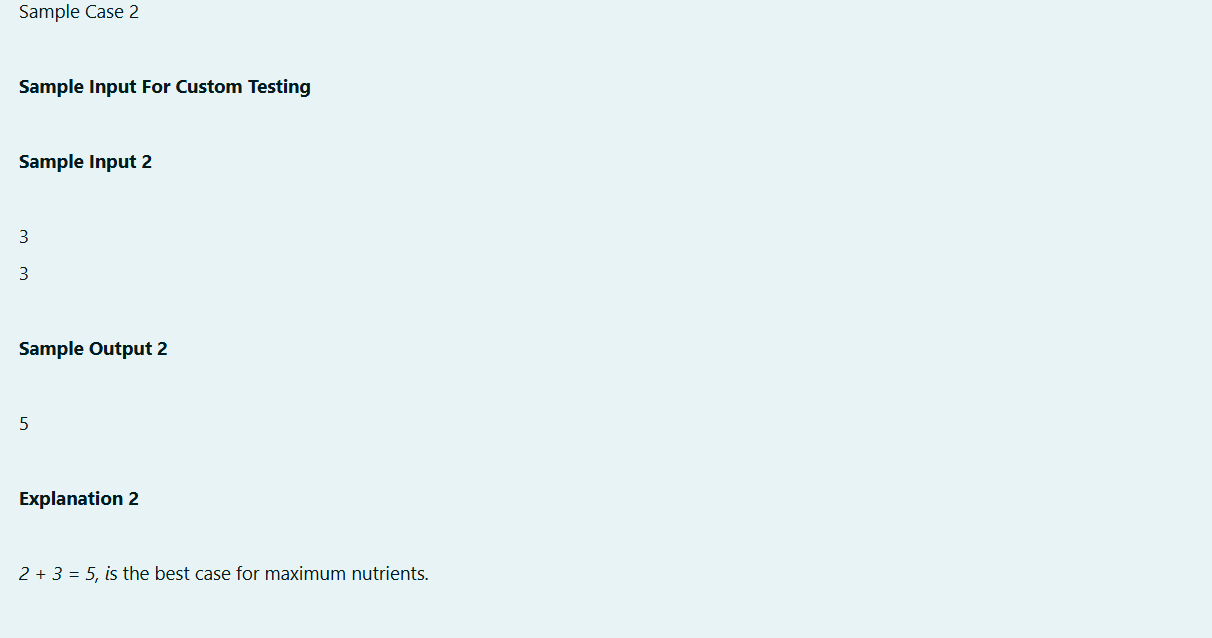 Sample Case 2
Sample Input For Custom Testing
Sample Input 2
3
3
Sample Output 2
5
Explanation 2
2 + 3 = 5, is the best case for maximum nutrients.